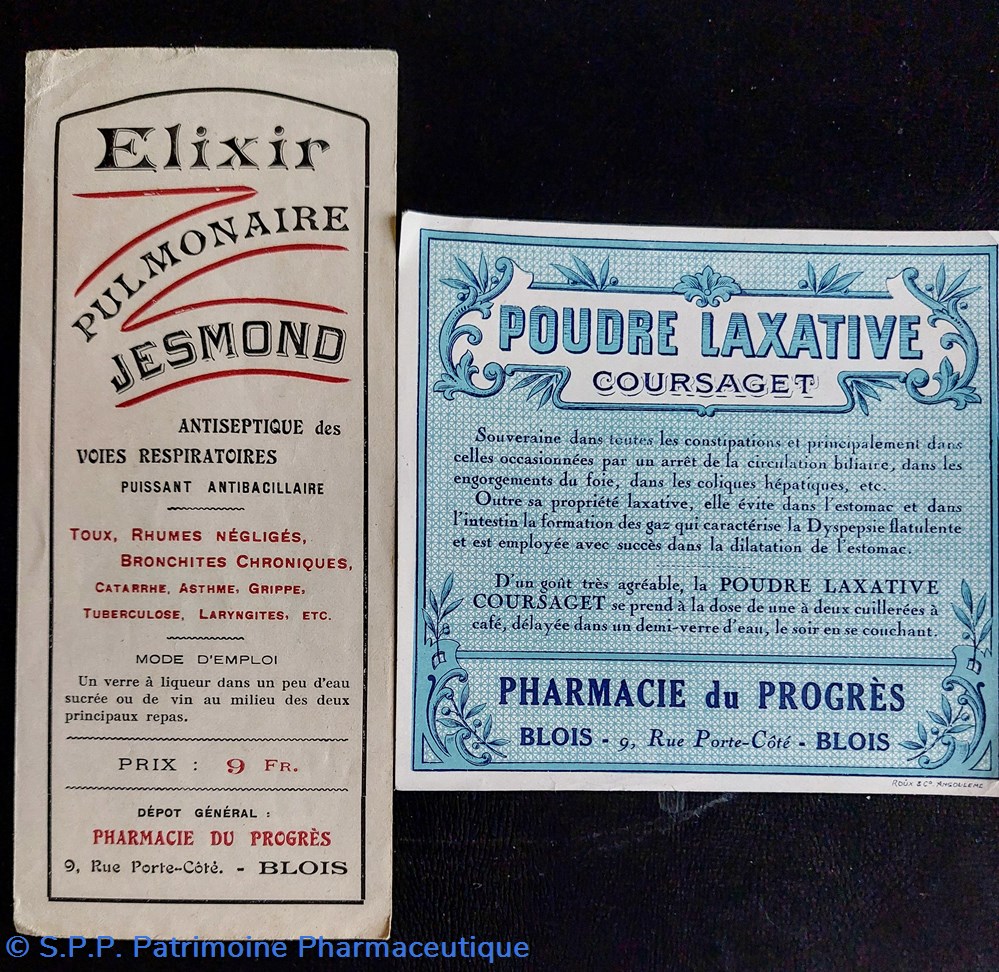 Elixir
PULMONAIRE
JESMOND
ANTISEPTIQUE des
VOIES RESPIRATOIRES
PUISSANT ANTIBACILLAIRE
TOUX, RHUMES NÉGLIGÉS,
BRONCHITES CHRONIQUES,
CATARRHE, ASTHME, GRIPPE,
TUBERCULOSE, LARYNGITES, ETC.
MODE D'EMPLOI
Un verre à liqueur dans un peu d'eau
sucrée ou de vin au milieu des deux
principaux repas.
PRIX : 9 FR.
DÉPOT GÉNÉRAL :
PHARMACIE DU PROGRÈS
9, Rue Porte-Côté. - BLOIS
POUDRE LAXATIVE
COURSAGET
Souveraine dans toutes les constipations et principalement dans
celles occasionnées par un arrêt de la circulation biliaire, dans les
engorgements du foie, dans les coliques hépatiques, etc.
Outre sa propriété laxative, elle évite dans l'estomac et dans
l'intestin la formation des gaz qui caractérise la Dyspepsie flatulente
et est employée avec succès dans la dilatation de l'estomac.
D'un goût très agréable, la POUDRE LAXATIVE
COURSAGET se prend à la dose de une à deux cuillerées à
café, délayée dans un demi-verre d'eau, le soir en se couchant.
PHARMACIE du PROGRÈS
BLOIS - 9, Rue Porte-Côté - BLOIS
ROUX & Cº ANGOULEME
© S.P.P. Patrimoine Pharmaceutique